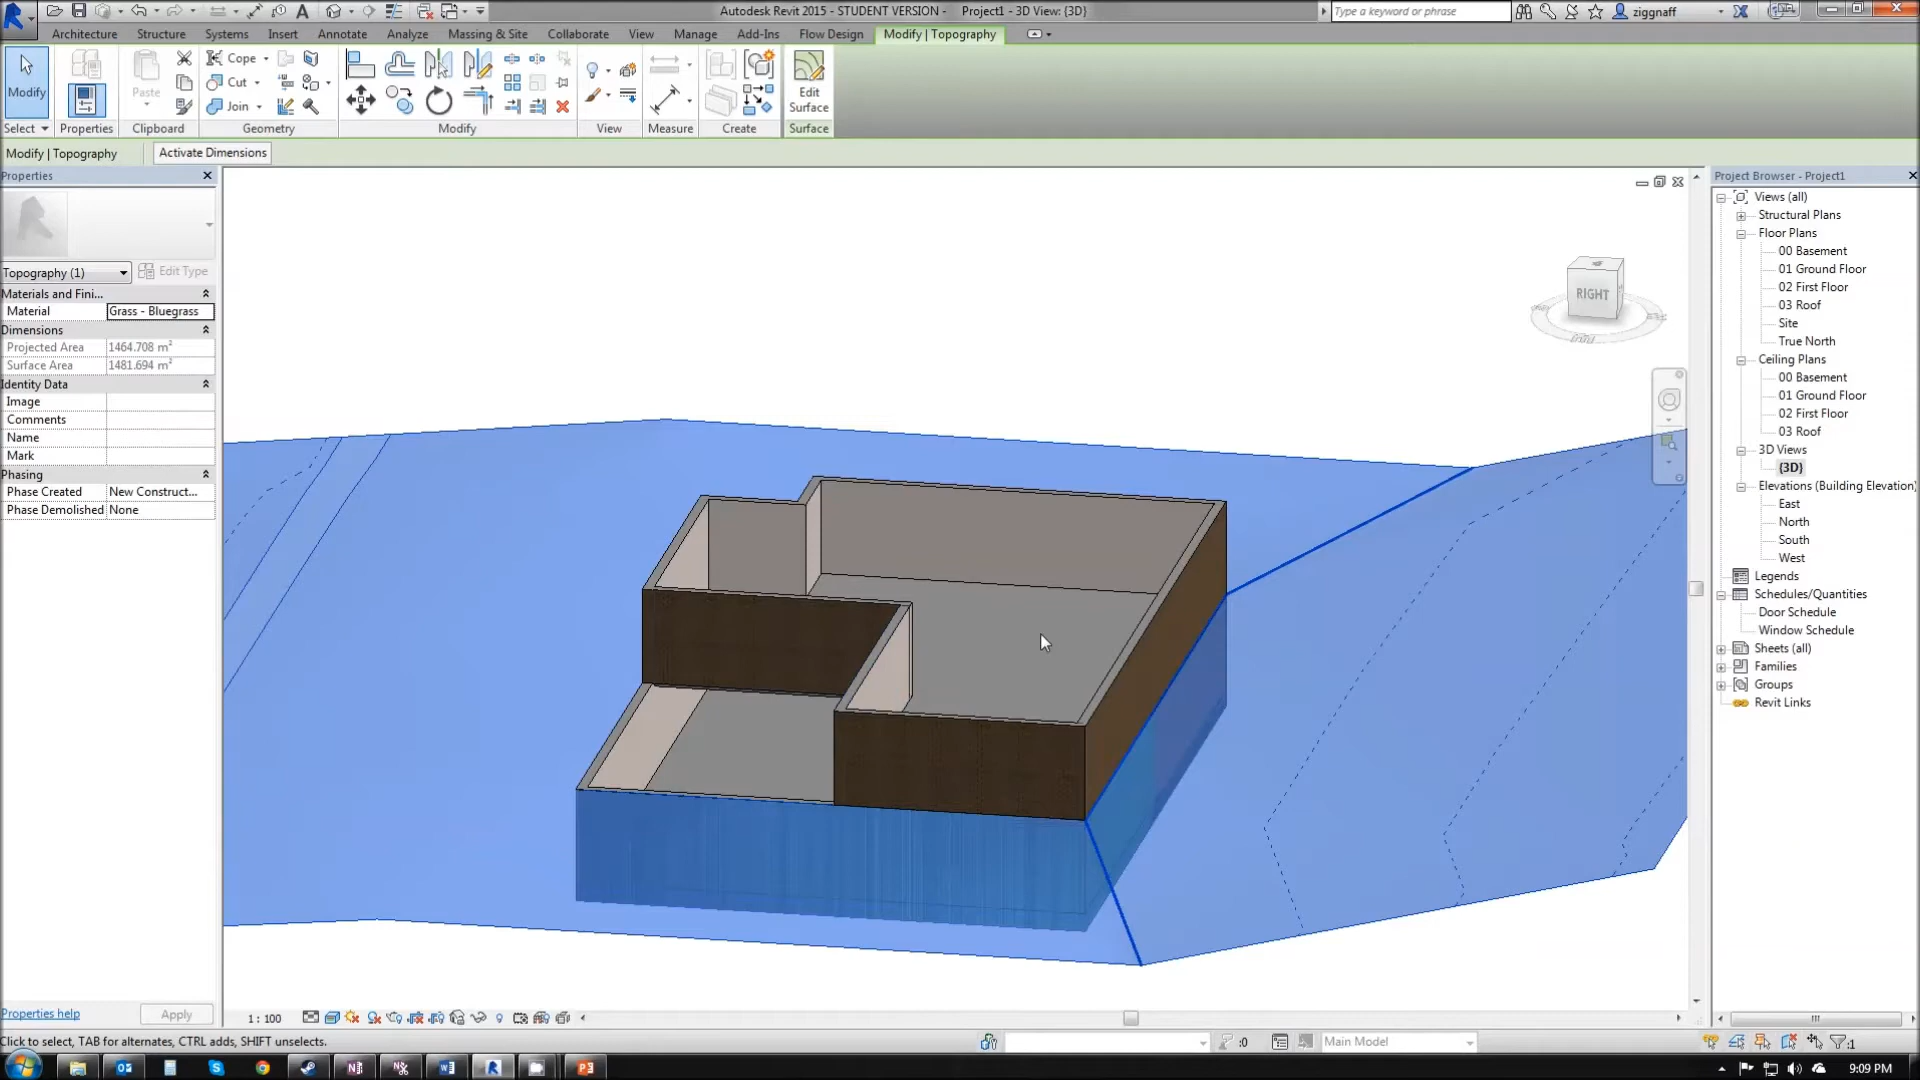 Autodesk Revit 2015 - STUDENT VERSION - Project1 - 3D View: {3D}
Type a keyword or phrase
ziggnaff
Architecture Structure Systems Insert Annotate Analyze Massing & Site Collaborate View Manage Add-Ins Flow Design Modify | Topography
Modify
Paste
Cope
Cut
Join
Edit
Surface
Select Properties Clipboard Geometry Modify View Measure Create Surface
Modify | Topography Activate Dimensions
Properties
Topography (1) Edit Type
Materials and Fini...
Material Grass - Bluegrass
Dimensions
Projected Area 1464.708 m²
Surface Area 1481.694 m²
Identity Data
Image
Comments
Name
Mark
Phasing
Phase Created New Construct...
Phase Demolished None
Properties help Apply
RIGHT
Project Browser - Project1
Views (all)
Structural Plans
Floor Plans
00 Basement
01 Ground Floor
02 First Floor
03 Roof
Site
True North
Ceiling Plans
00 Basement
01 Ground Floor
02 First Floor
03 Roof
3D Views
{3D}
Elevations (Building Elevation)
East
North
South
West
Legends
Schedules/Quantities
Door Schedule
Window Schedule
Sheets (all)
Families
Groups
Revit Links
1 : 100
Click to select, TAB for alternates, CTRL adds, SHIFT unselects.
:0
Main Model
:1
9:09 PM